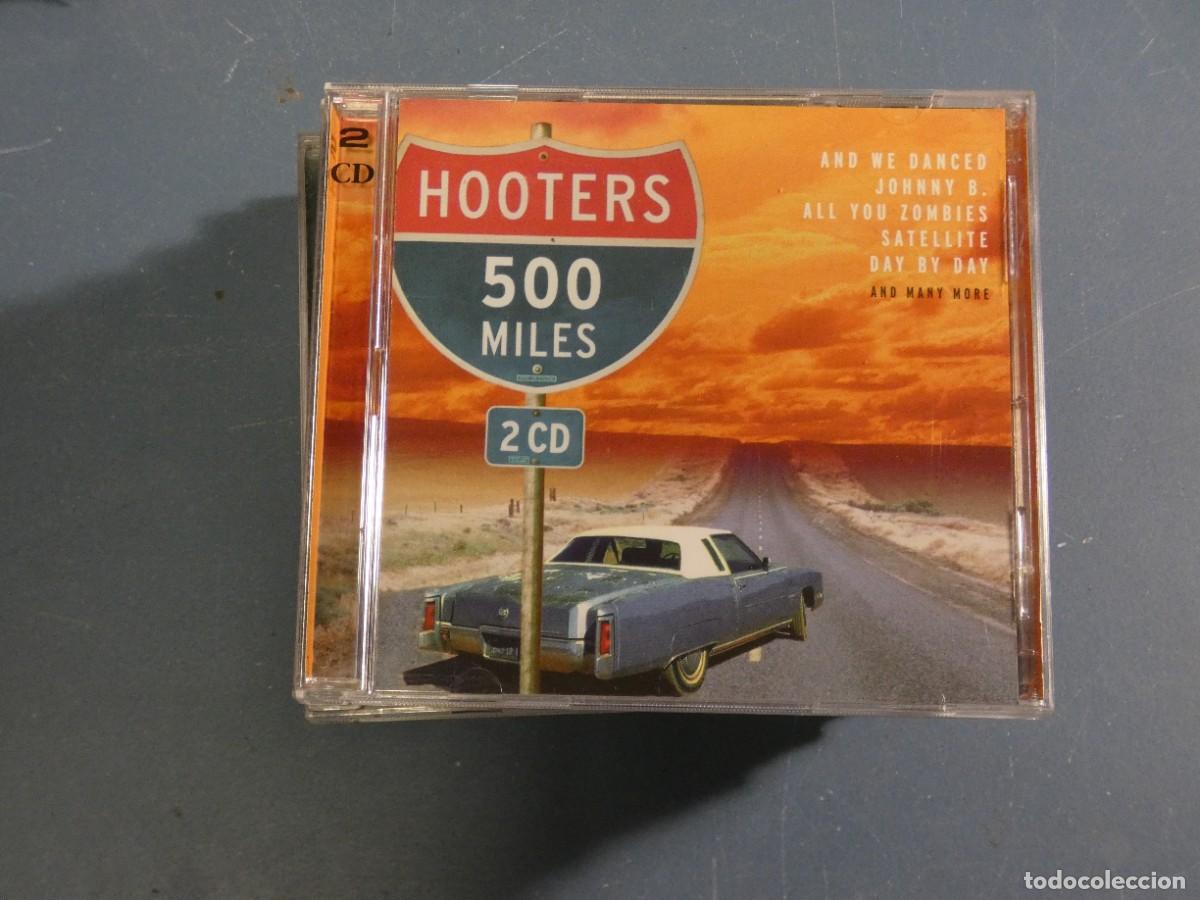 2
CD
HOOTERS
500
MILES
2 CD
AND WE DANCED
JOHNNY B.
ALL YOU ZOMBIES
SATELLITE
DAY BY DAY
AND MANY MORE
todocoleccion